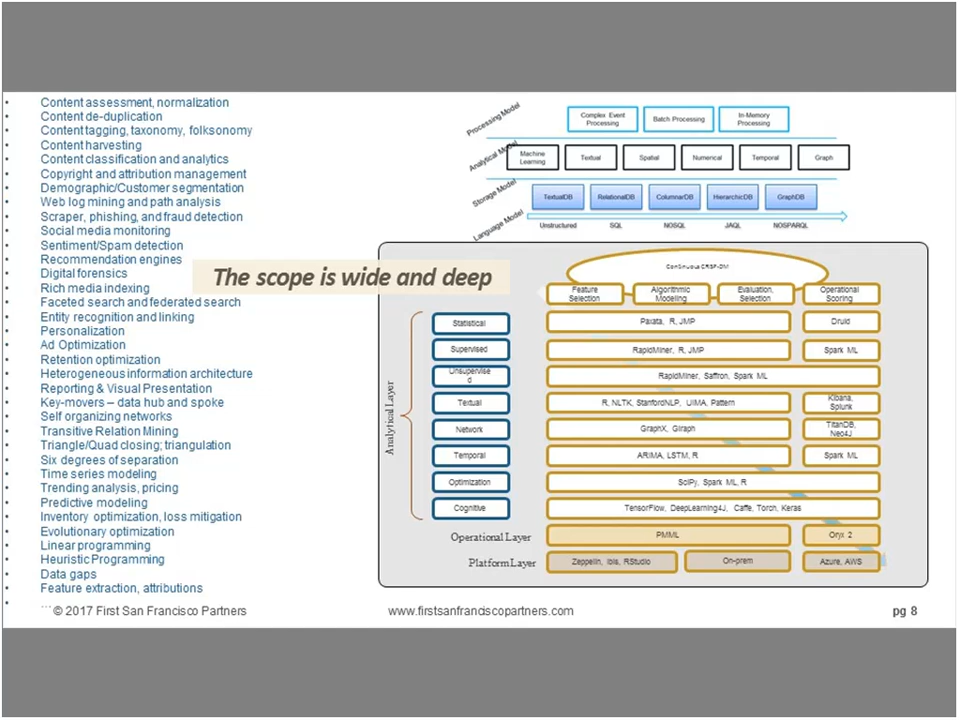 Content assessment, normalization
Content de-duplication
Content tagging, taxonomy, folksonomy
Content harvesting
Content classification and analytics
Copyright and attribution management
Demographic/Customer segmentation
Web log mining and path analysis
Scraper, phishing, and fraud detection
Social media monitoring
Sentiment/Spam detection
Recommendation engines
Digital forensics
Rich media indexing
Faceted search and federated search
Entity recognition and linking
Personalization
Ad Optimization
Retention optimization
Heterogeneous information architecture
Reporting & Visual Presentation
Key-movers – data hub and spoke
Self organizing networks
Transitive Relation Mining
Triangle/Quad closing; triangulation
Six degrees of separation
Time series modeling
Trending analysis, pricing
Predictive modeling
Inventory optimization, loss mitigation
Evolutionary optimization
Linear programming
Heuristic Programming
Data gaps
Feature extraction, attributions
The scope is wide and deep
Processing Model
Complex Event
Processing
Batch Processing
In-Memory
Processing
Analytical Model
Machine
Learning
Textual
Spatial
Numerical
Temporal
Graph
Storage Model
TextualDB
RelationalDB
ColumnarDB
HierarchicDB
GraphDB
Language Model
Unstructured
SQL
NOSQL
JAQL
NOSPARQL
Continuous CRSP-DM
Feature
Selection
Algorithmic
Modeling
Evaluation,
Selection
Operational
Scoring
Analytical Layer
Statistical
Paxata, R, JMP
Druid
Supervised
RapidMiner, R, JMP
Spark ML
Unsupervise
d
RapidMiner, Saffron, Spark ML
Textual
R, NLTK, StanfordNLP, UIMA, Pattern
Kibana,
Splunk
Network
GraphX, Giraph
TitanDB,
Neo4J
Temporal
ARIMA, LSTM, R
Spark ML
Optimization
SciPy, Spark ML, R
Cognitive
TensorFlow, DeepLearning4J, Caffe, Torch, Keras
Operational Layer
PMML
Oryx 2
Platform Layer
Zeppelin, Ibis, RStudio
On-prem
Azure, AWS
© 2017 First San Francisco Partners
www.firstsanfranciscopartners.com
pg 8